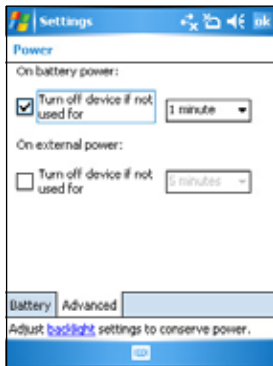 Settings
ok
Power
On battery power:
Turn off device if not
used for
1 minute
On external power:
Turn off device if not
used for
5 minutes
Battery Advanced
Adjust backlight settings to conserve power.